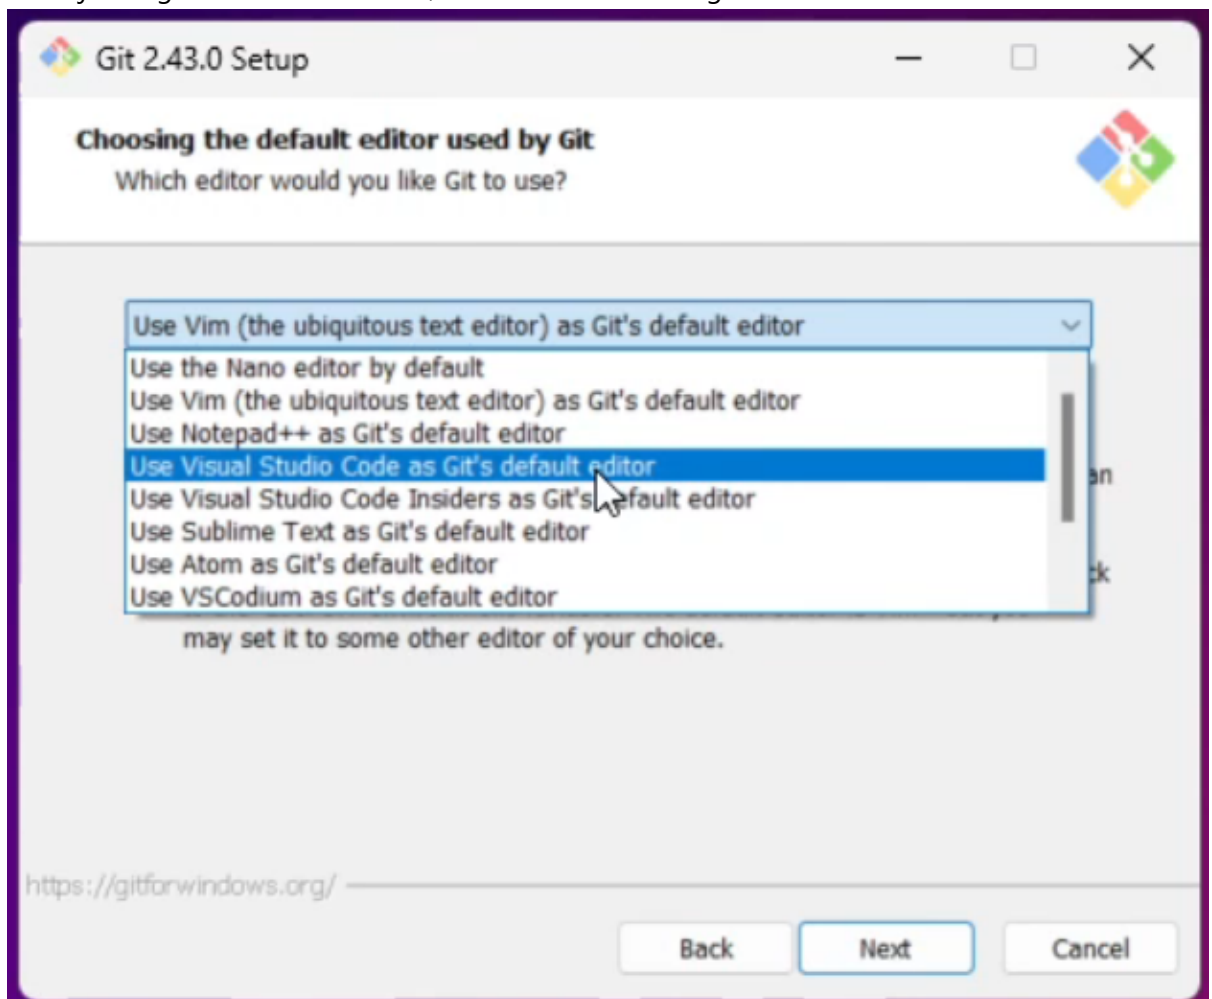 Git 2.43.0 Setup
Choosing the default editor used by Git
Which editor would you like Git to use?
Use Vim (the ubiquitous text editor) as Git's default editor
Use the Nano editor by default
Use Vim (the ubiquitous text editor) as Git's default editor
Use Notepad++ as Git's default editor
Use Visual Studio Code as Git's default editor
Use Visual Studio Code Insiders as Git's default editor
Use Sublime Text as Git's default editor
Use Atom as Git's default editor
Use VSCodium as Git's default editor
may set it to some other editor of your choice.
https://gitforwindows.org/
Back
Next
Cancel